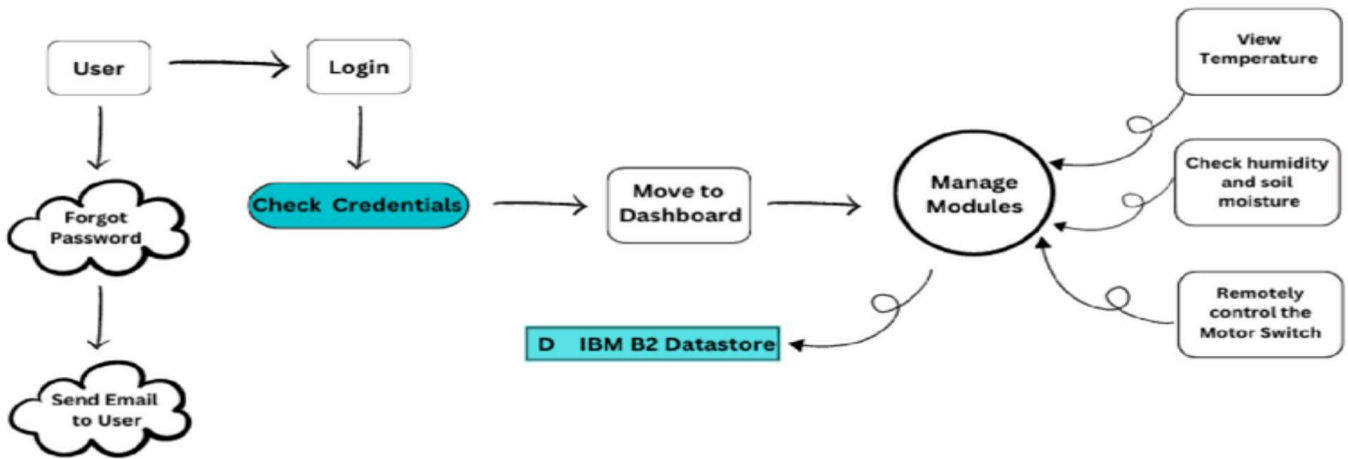 User
Login
View
Temperature
Check humidity
and soil
moisture
Forgot
Password
Check Credentials
Move to
Dashboard
Manage
Modules
Remotely
control the
Motor Switch
D IBM B2 Datastore
Send Email
to User